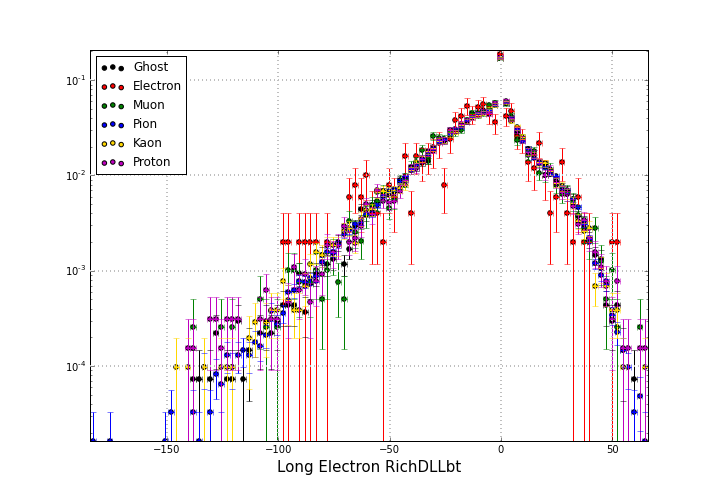 Ghost
Electron
Muon
Pion
Kaon
Proton
10⁻¹
10⁻²
10⁻³
10⁻⁴
−150 −100 −50 0 50
Long Electron RichDLLbt